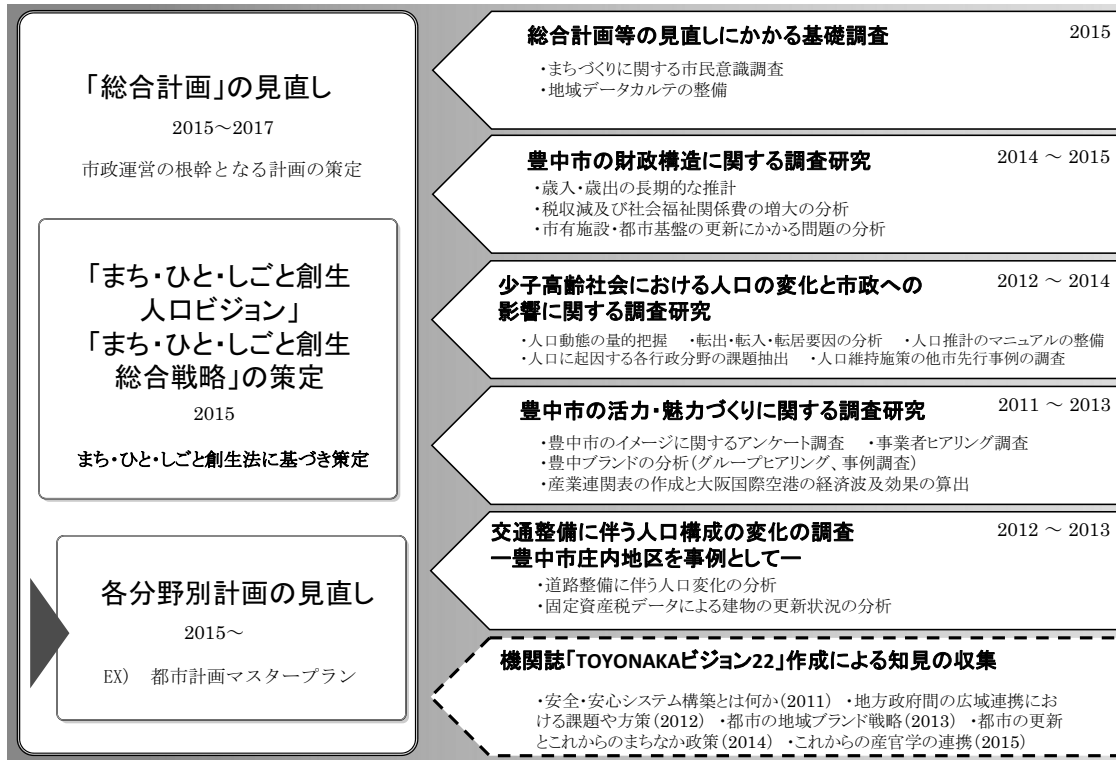 「総合計画」の見直し
2015～2017
市政運営の根幹となる計画の策定
「まち・ひと・しごと創生
人口ビジョン」
「まち・ひと・しごと創生
総合戦略」の策定
2015
まち・ひと・しごと創生法に基づき策定
各分野別計画の見直し
2015～
EX)　都市計画マスタープラン
総合計画等の見直しにかかる基礎調査　2015
・まちづくりに関する市民意識調査
・地域データカルテの整備
豊中市の財政構造に関する調査研究　2014 ～ 2015
・歳入・歳出の長期的な推計
・税収減及び社会福祉関係費の増大の分析
・市有施設・都市基盤の更新にかかる問題の分析
少子高齢社会における人口の変化と市政への　2012 ～ 2014
影響に関する調査研究
・人口動態の量的把握　・転出・転入・転居要因の分析　・人口推計のマニュアルの整備
・人口に起因する各行政分野の課題抽出　・人口維持施策の他市先行事例の調査
豊中市の活力・魅力づくりに関する調査研究　2011 ～ 2013
・豊中市のイメージに関するアンケート調査　・事業者ヒアリング調査
・豊中ブランドの分析(グループヒアリング、事例調査)
・産業連関表の作成と大阪国際空港の経済波及効果の算出
交通整備に伴う人口構成の変化の調査　2012 ～ 2013
―豊中市庄内地区を事例として―
・道路整備に伴う人口変化の分析
・固定資産税データによる建物の更新状況の分析
機関誌「TOYONAKAビジョン22」作成による知見の収集
・安全・安心システム構築とは何か(2011)　・地方政府間の広域連携にお
ける課題や方策(2012)　・都市の地域ブランド戦略(2013)　・都市の更新
とこれからのまちなか政策(2014)　・これからの産官学の連携(2015)